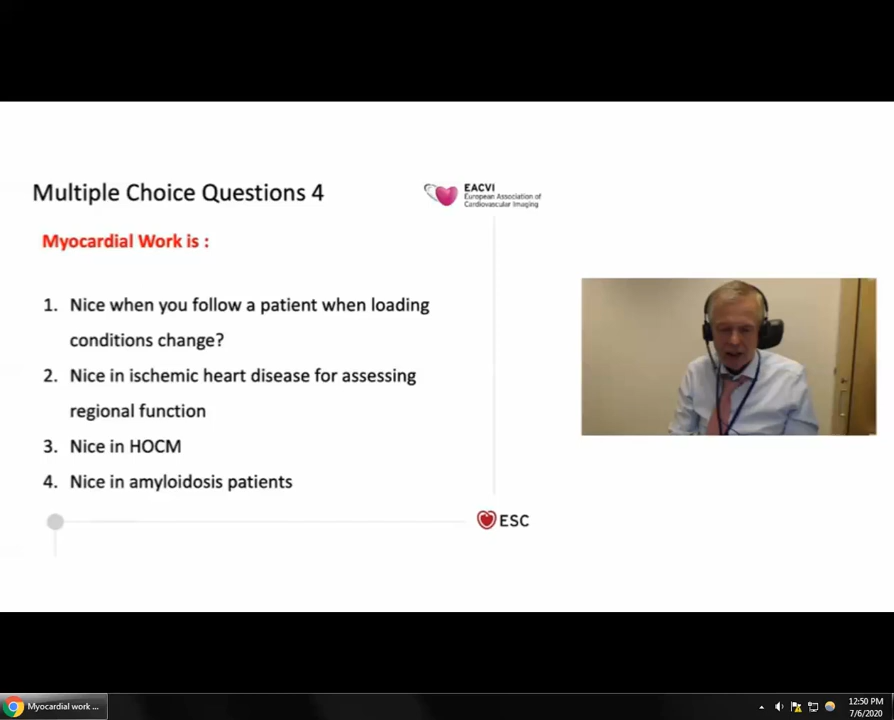 Multiple Choice Questions 4
EACVI
European Association of
Cardiovascular Imaging
Myocardial Work is :
1. Nice when you follow a patient when loading
conditions change?
2. Nice in ischemic heart disease for assessing
regional function
3. Nice in HOCM
4. Nice in amyloidosis patients
ESC
Myocardial work ...
12:50 PM
7/6/2020